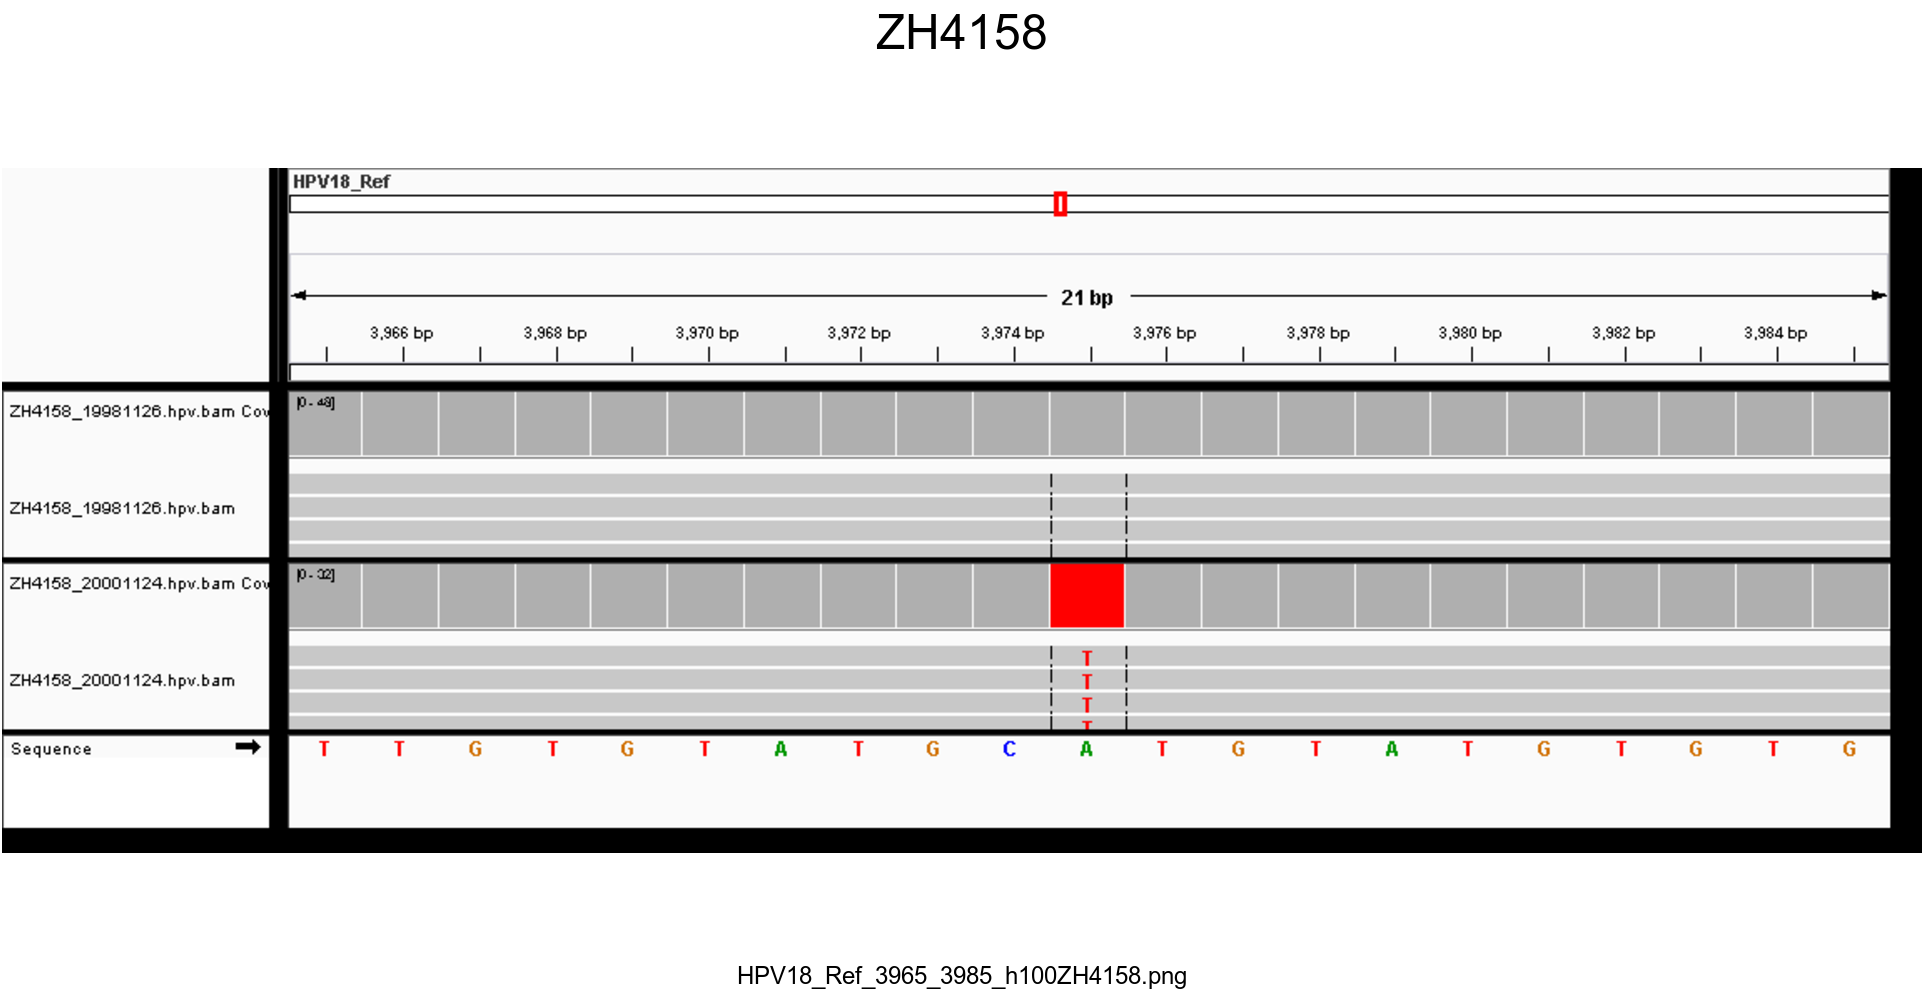 ZH4158
HPV18_Ref
21 bp
3,966 bp 3,968 bp 3,970 bp 3,972 bp 3,974 bp 3,976 bp 3,978 bp 3,980 bp 3,982 bp 3,984 bp
ZH4158_19981126.hpv.bam Cov
[0 - 48]
ZH4158_19981126.hpv.bam
ZH4158_20001124.hpv.bam Cov
[0 - 32]
ZH4158_20001124.hpv.bam
T
T
T
T
Sequence T T G T G T A T G C A T G T A T G T G T G
HPV18_Ref_3965_3985_h100ZH4158.png